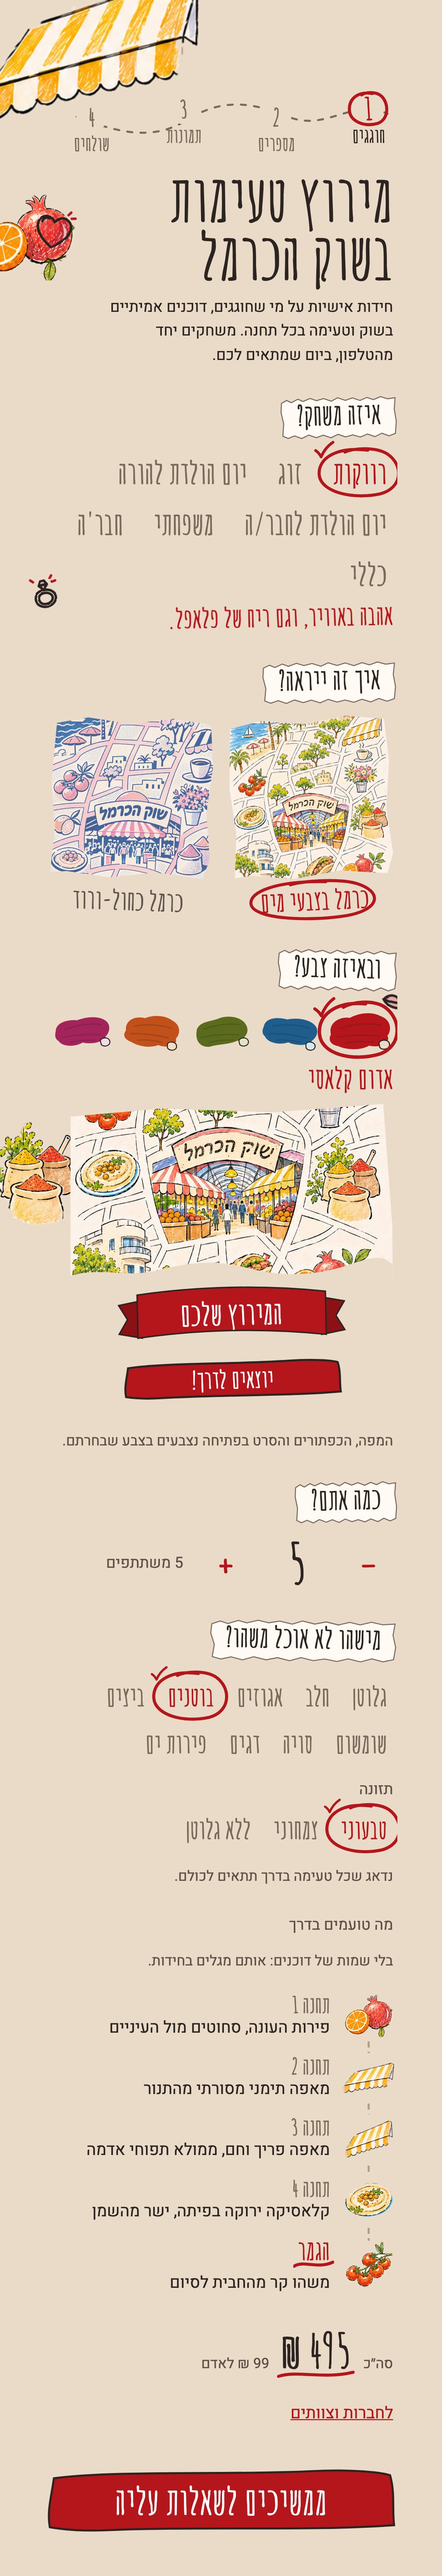 1
חוגגים
2
מספרים
3
תמונות
4
שולחים
מירוץ טעימות
בשוק הכרמל
חידות אישיות על מי שחוגגים, דוכנים אמיתיים
בשוק וטעימה בכל תחנה. משחקים יחד
מהטלפון, ביום שמתאים לכם.
איזה משחק?
רווקות זוג יום הולדת להורה
יום הולדת לחבר/ה משפחתי חבר'ה
כללי
אהבה באוויר, וגם ריח של פלאפל.
איך זה ייראה?
שוק הכרמל
שוק הכרמל
כרמל בצבעי מים
כרמל כחול-ורוד
ובאיזה צבע?
אדום קלאסי
שוק הכרמל
המירוץ שלכם
יוצאים לדרך!
המפה, הכפתורים והסרט בפתיחה נצבעים בצבע שבחרתם.
כמה אתם?
− 5 + 5 משתתפים
מישהו לא אוכל משהו?
גלוטן חלב אגוזים בוטנים ביצים
שומשום סויה דגים פירות ים
תזונה
טבעוני צמחוני ללא גלוטן
נדאג שכל טעימה בדרך תתאים לכולם.
מה טועמים בדרך
בלי שמות של דוכנים: אותם מגלים בחידות.
תחנה 1
פירות העונה, סחוטים מול העיניים
תחנה 2
מאפה תימני מסורתי מהתנור
תחנה 3
מאפה פריך וחם, ממולא תפוחי אדמה
תחנה 4
קלאסיקה ירוקה בפיתה, ישר מהשמן
הגמר
משהו קר מהחבית לסיום
סה״כ 495 ₪ 99 ₪ לאדם
לחברות וצוותים
ממשיכים לשאלות עליה